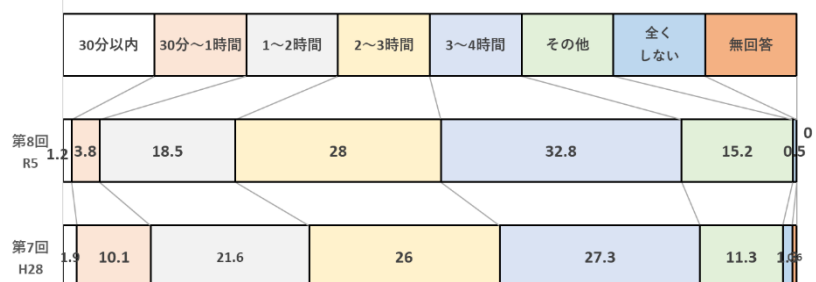 30分以内 30分～1時間 1～2時間 2～3時間 3～4時間 その他 全く しない 無回答
第8回 R5 1.2 3.8 18.5 28 32.8 15.2 0.5 0
第7回 H28 1.9 10.1 21.6 26 27.3 11.3